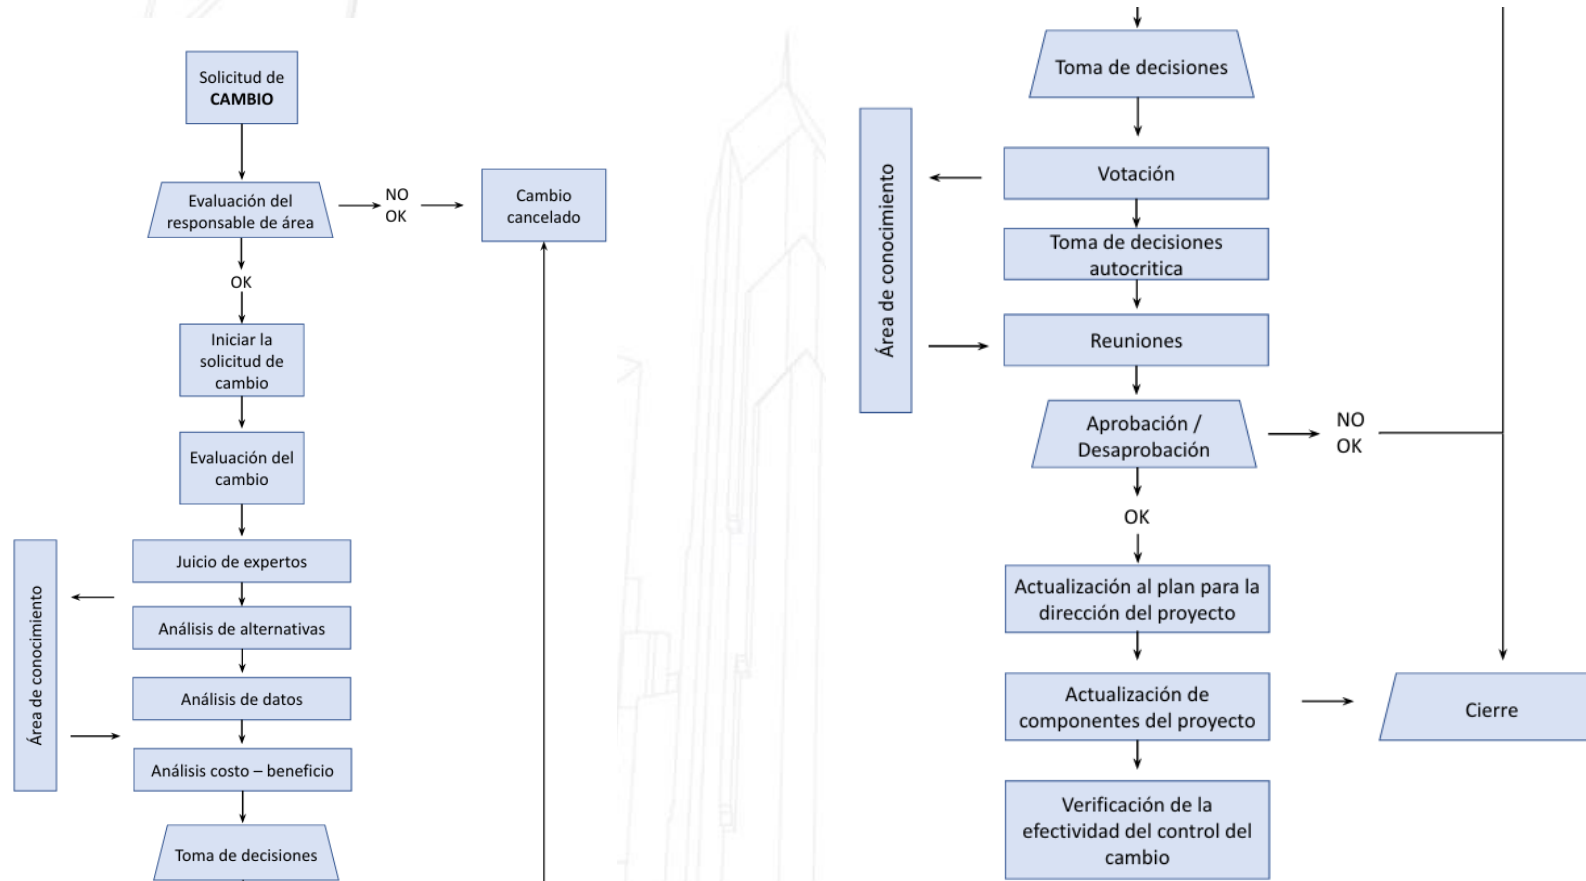 Solicitud de
CAMBIO
Evaluación del
responsable de área
NO
OK
Cambio
cancelado
OK
Iniciar la
solicitud de
cambio
Evaluación del
cambio
Área de conocimiento
Juicio de expertos
Análisis de alternativas
Análisis de datos
Análisis costo – beneficio
Toma de decisiones
Toma de decisiones
Área de conocimiento
Votación
Toma de decisiones
autocritica
Reuniones
Aprobación /
Desaprobación
NO
OK
OK
Actualización al plan para la
dirección del proyecto
Actualización de
componentes del proyecto
Cierre
Verificación de la
efectividad del control del
cambio